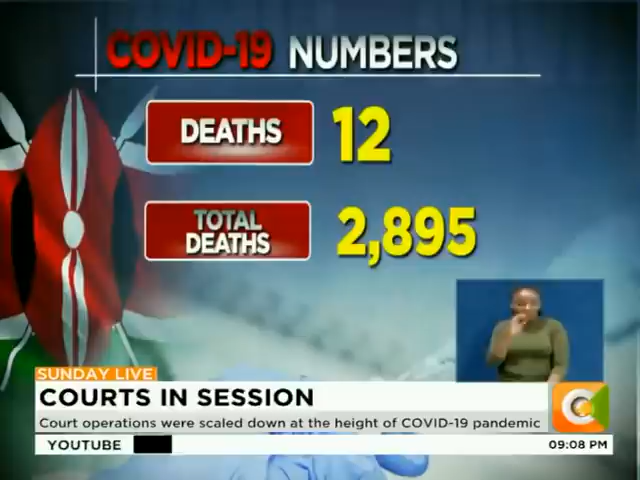 COVID-19 NUMBERS
DEATHS 12
TOTAL
DEATHS
2,895
SUNDAY LIVE
COURTS IN SESSION
Court operations were scaled down at the height of COVID-19 pandemic
YOUTUBE
09:08 PM